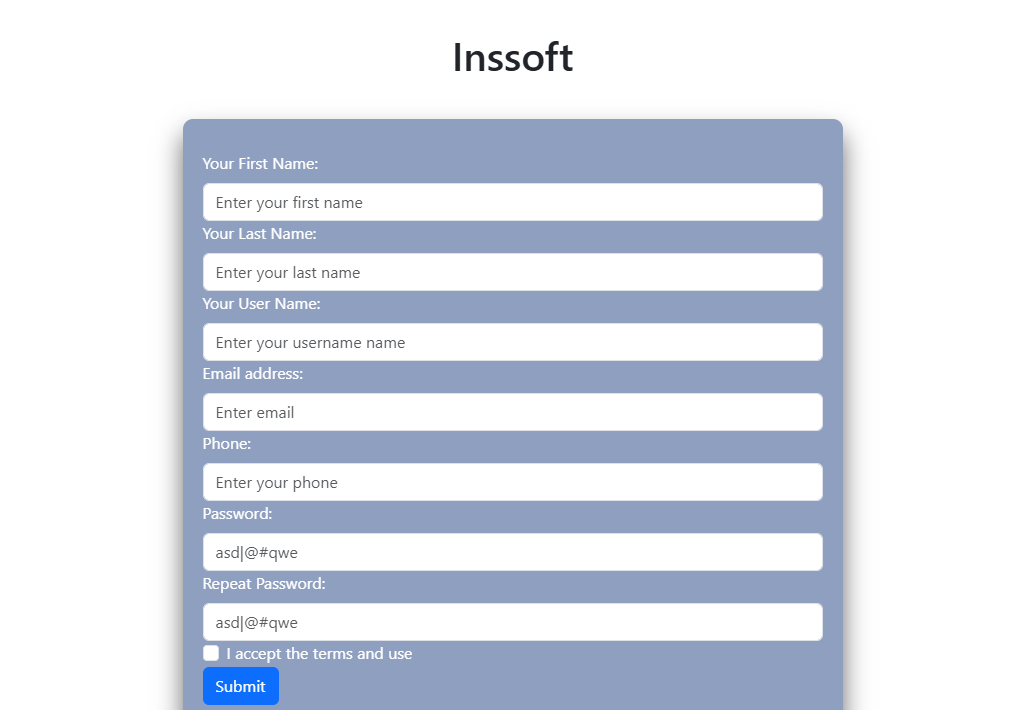 Inssoft
Your First Name:
Enter your first name
Your Last Name:
Enter your last name
Your User Name:
Enter your username name
Email address:
Enter email
Phone:
Enter your phone
Password:
asd|@#qwe
Repeat Password:
asd|@#qwe
I accept the terms and use
Submit